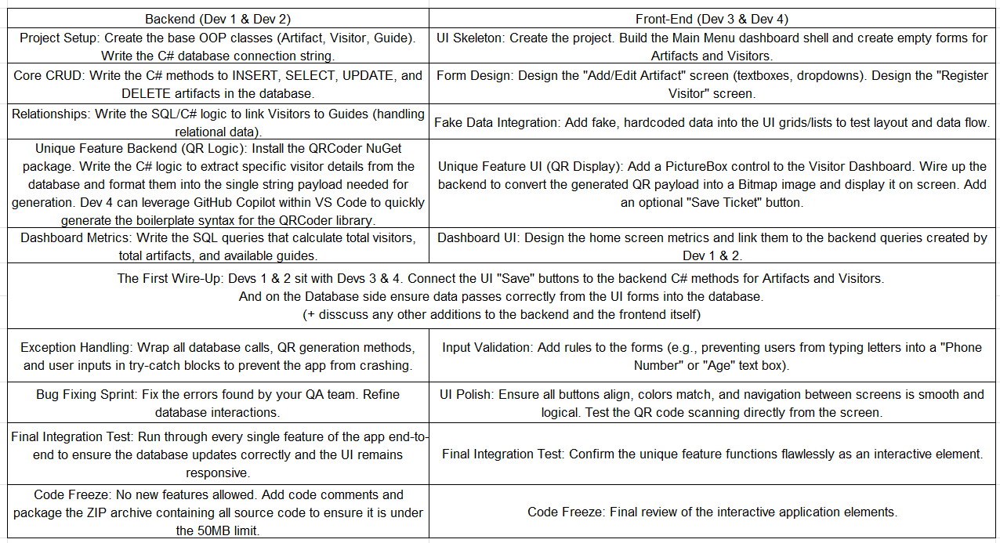 Backend (Dev 1 & Dev 2)
Front-End (Dev 3 & Dev 4)
Project Setup: Create the base OOP classes (Artifact, Visitor, Guide).
Write the C# database connection string.
UI Skeleton: Create the project. Build the Main Menu dashboard shell and create empty forms for
Artifacts and Visitors.
Core CRUD: Write the C# methods to INSERT, SELECT, UPDATE, and
DELETE artifacts in the database.
Form Design: Design the "Add/Edit Artifact" screen (textboxes, dropdowns). Design the "Register
Visitor" screen.
Relationships: Write the SQL/C# logic to link Visitors to Guides (handling
relational data).
Fake Data Integration: Add fake, hardcoded data into the UI grids/lists to test layout and data flow.
Unique Feature Backend (QR Logic): Install the QRCoder NuGet
package. Write the C# logic to extract specific visitor details from the
database and format them into the single string payload needed for
generation. Dev 4 can leverage GitHub Copilot within VS Code to quickly
generate the boilerplate syntax for the QRCoder library.
Unique Feature UI (QR Display): Add a PictureBox control to the Visitor Dashboard. Wire up the
backend to convert the generated QR payload into a Bitmap image and display it on screen. Add
an optional "Save Ticket" button.
Dashboard Metrics: Write the SQL queries that calculate total visitors,
total artifacts, and available guides.
Dashboard UI: Design the home screen metrics and link them to the backend queries created by
Dev 1 & 2.
The First Wire-Up: Devs 1 & 2 sit with Devs 3 & 4. Connect the UI "Save" buttons to the backend C# methods for Artifacts and Visitors.
And on the Database side ensure data passes correctly from the UI forms into the database.
(+ disscuss any other additions to the backend and the frontend itself)
Exception Handling: Wrap all database calls, QR generation methods,
and user inputs in try-catch blocks to prevent the app from crashing.
Input Validation: Add rules to the forms (e.g., preventing users from typing letters into a "Phone
Number" or "Age" text box).
Bug Fixing Sprint: Fix the errors found by your QA team. Refine
database interactions.
UI Polish: Ensure all buttons align, colors match, and navigation between screens is smooth and
logical. Test the QR code scanning directly from the screen.
Final Integration Test: Run through every single feature of the app end-to-
end to ensure the database updates correctly and the UI remains
responsive.
Final Integration Test: Confirm the unique feature functions flawlessly as an interactive element.
Code Freeze: No new features allowed. Add code comments and
package the ZIP archive containing all source code to ensure it is under
the 50MB limit.
Code Freeze: Final review of the interactive application elements.